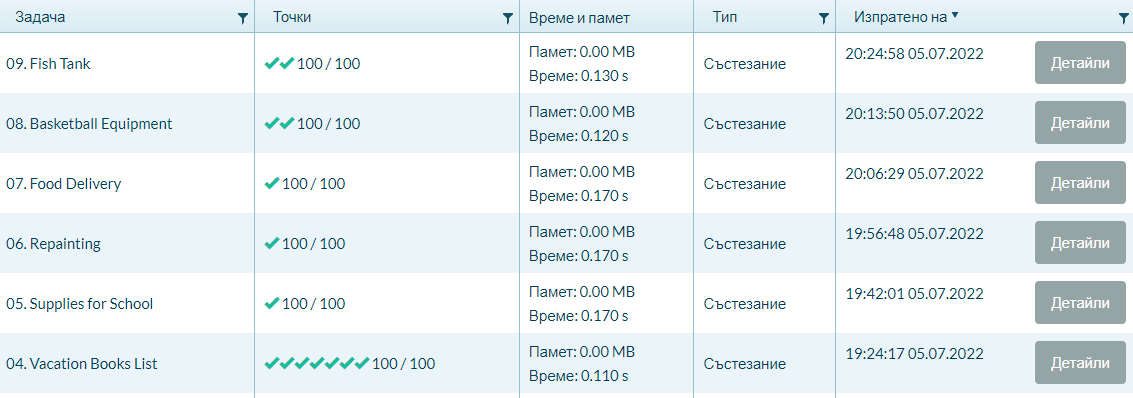 Задача Точки Време и памет Тип Изпратено на
09. Fish Tank 100 / 100 Памет: 0.00 MB Време: 0.130 s Състезание 20:24:58 05.07.2022 Детайли
08. Basketball Equipment 100 / 100 Памет: 0.00 MB Време: 0.120 s Състезание 20:13:50 05.07.2022 Детайли
07. Food Delivery 100 / 100 Памет: 0.00 MB Време: 0.170 s Състезание 20:06:29 05.07.2022 Детайли
06. Repainting 100 / 100 Памет: 0.00 MB Време: 0.170 s Състезание 19:56:48 05.07.2022 Детайли
05. Supplies for School 100 / 100 Памет: 0.00 MB Време: 0.170 s Състезание 19:42:01 05.07.2022 Детайли
04. Vacation Books List 100 / 100 Памет: 0.00 MB Време: 0.110 s Състезание 19:24:17 05.07.2022 Детайли